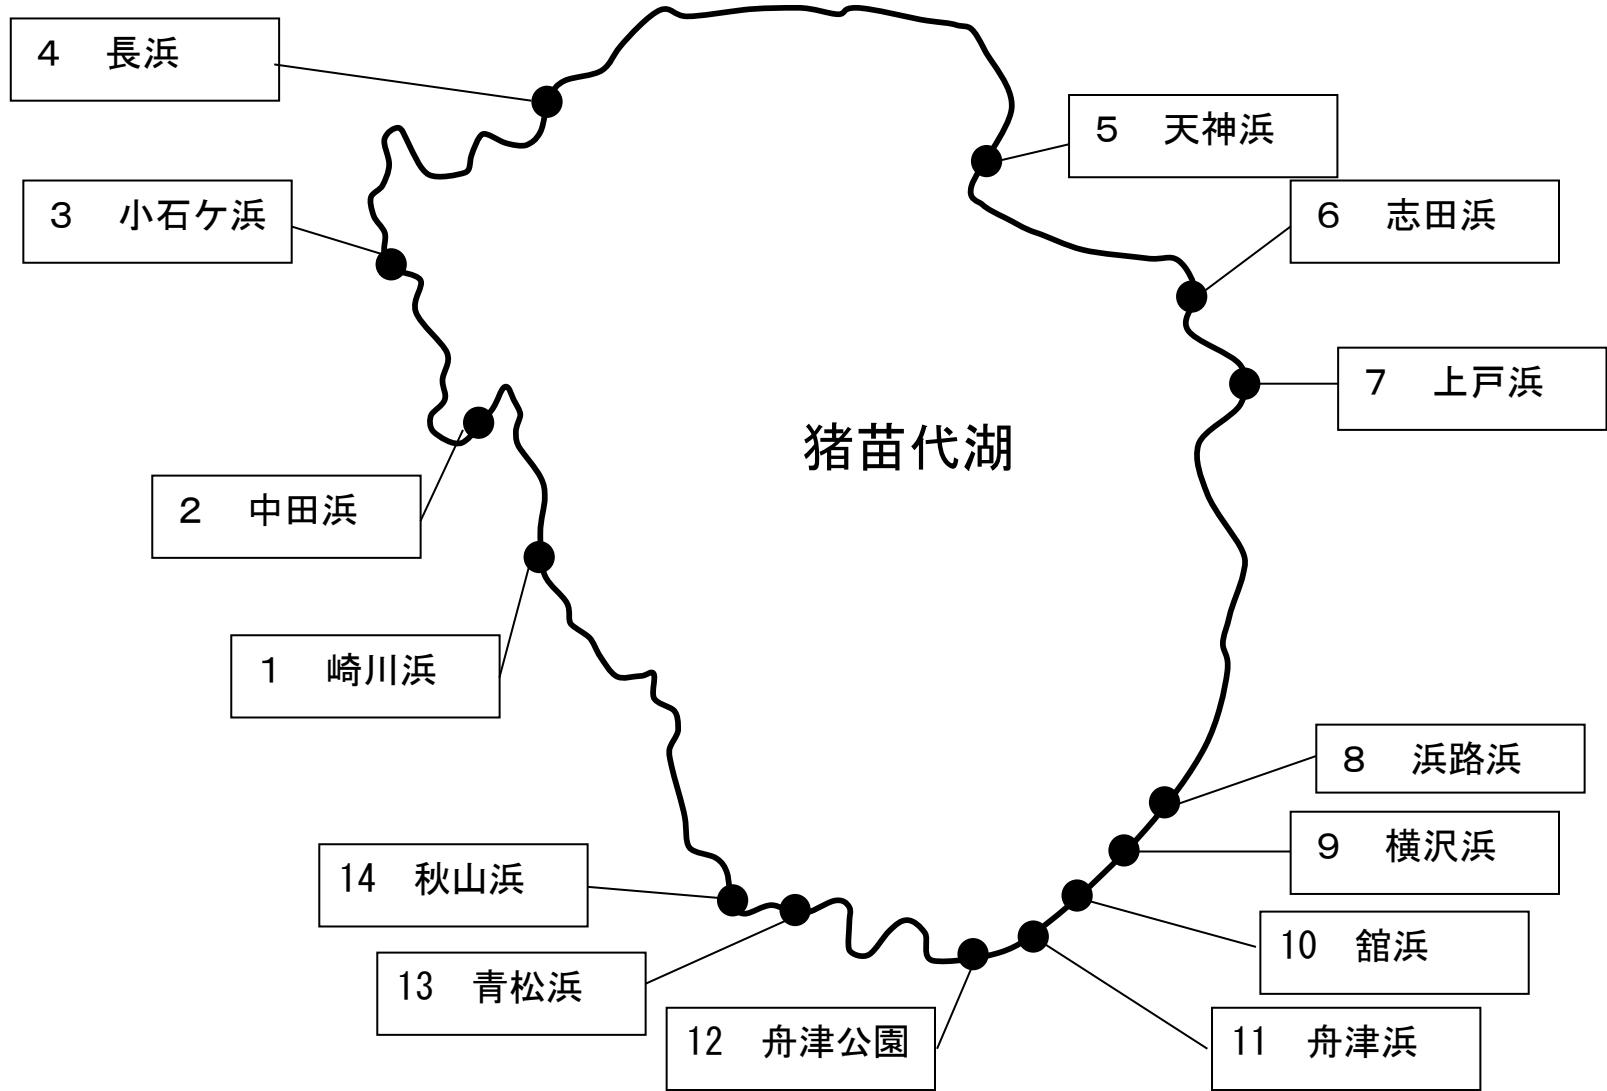 4　長浜
5　天神浜
3　小石ケ浜
6　志田浜
7　上戸浜
猪苗代湖
2　中田浜
1　崎川浜
8　浜路浜
9　横沢浜
14　秋山浜
10　舘浜
13　青松浜
12　舟津公園
11　舟津浜